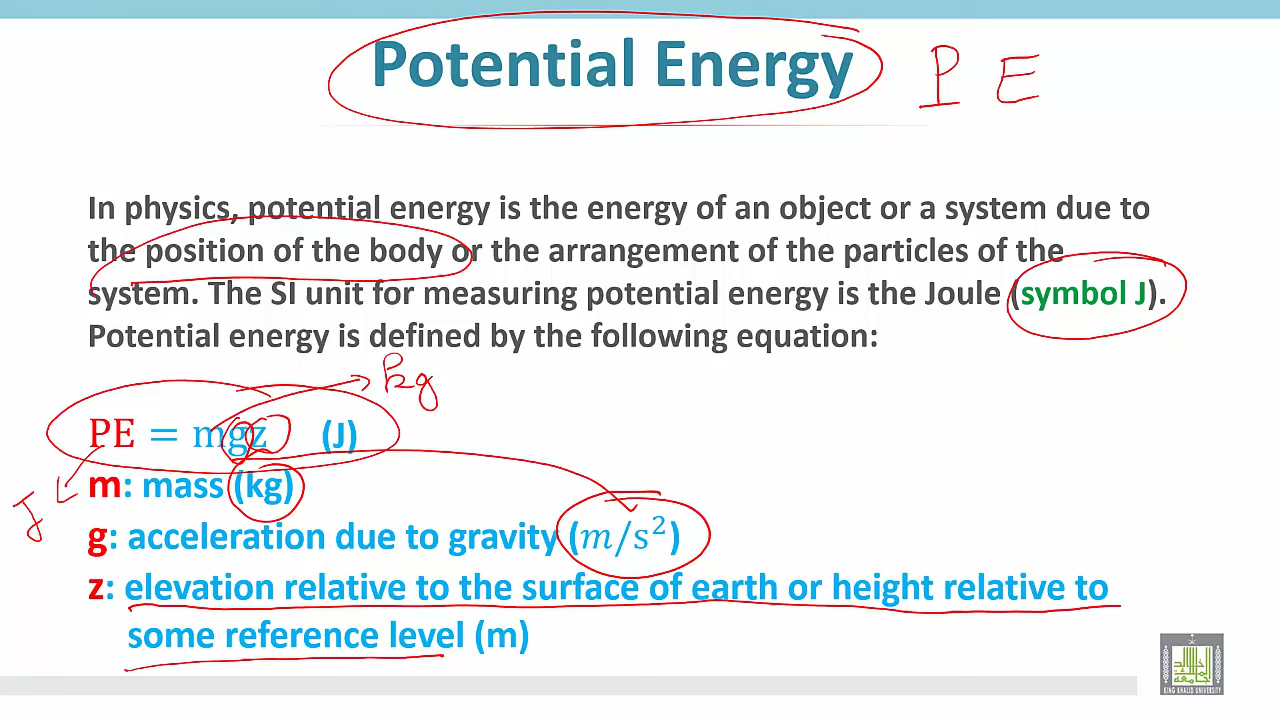 Potential Energy PE
In physics, potential energy is the energy of an object or a system due to
the position of the body or the arrangement of the particles of the
system. The SI unit for measuring potential energy is the Joule (symbol J).
Potential energy is defined by the following equation:
kg
PE = mgz (J)
m: mass (kg)
J
g: acceleration due to gravity (m/s²)
z: elevation relative to the surface of earth or height relative to
some reference level (m)
KING KHALID UNIVERSITY